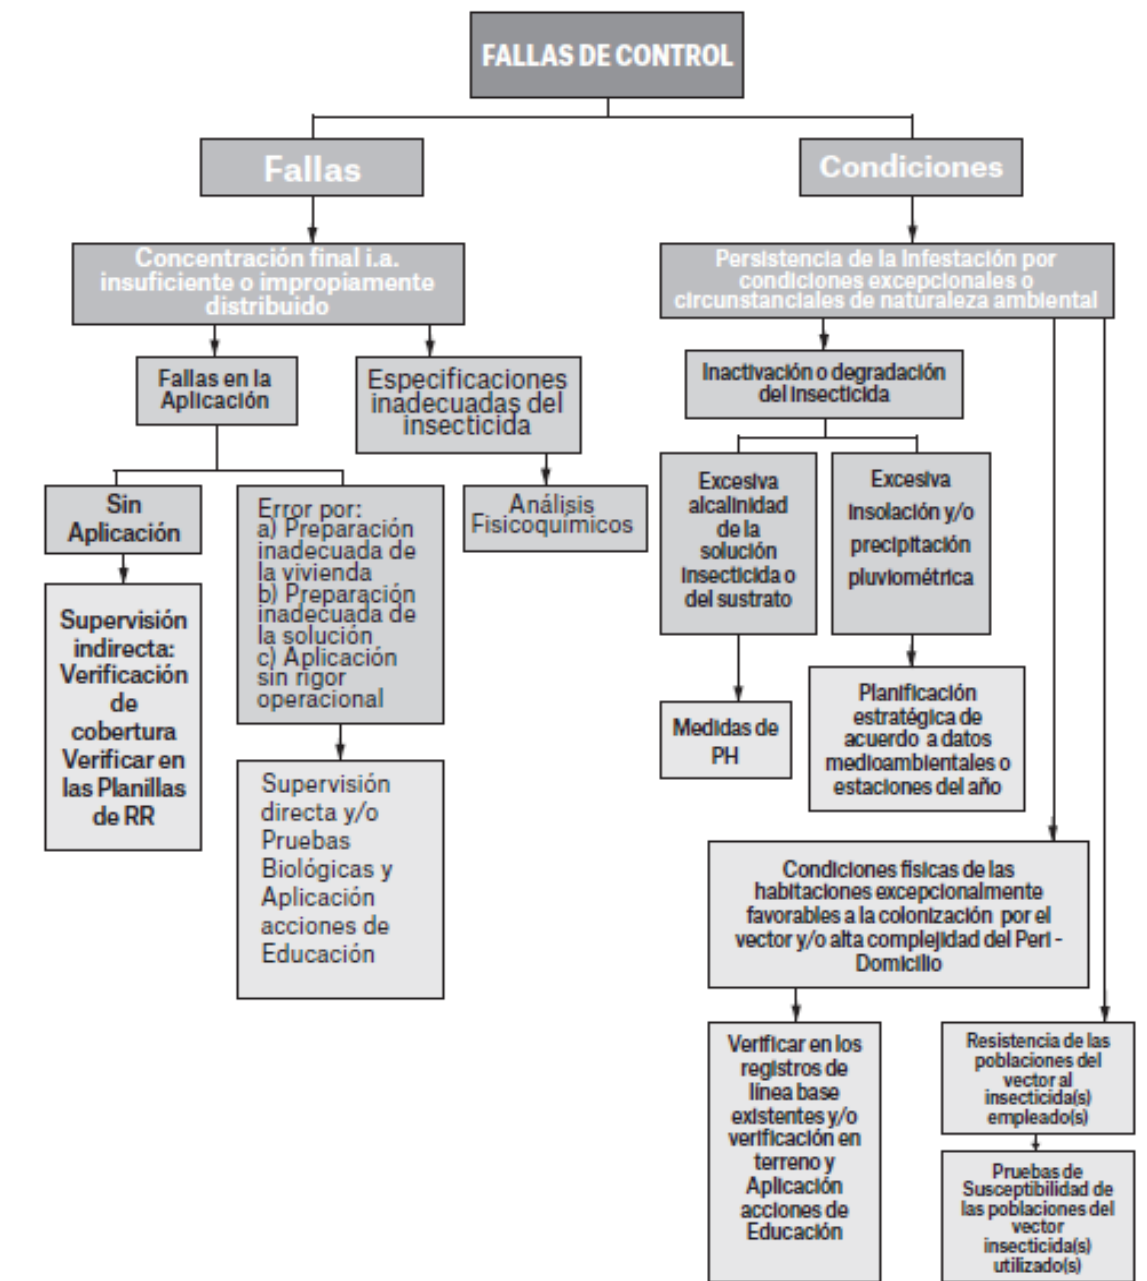 FALLAS DE CONTROL
Fallas
Condiciones
Concentración final i.a.
insuficiente o impropiamente
distribuido
Persistencia de la Infestación por
condiciones excepcionales o
circunstanciales de naturaleza ambiental
Fallas en la
Aplicación
Especificaciones
inadecuadas del
insecticida
Inactivación o degradación
del insecticida
Sin
Aplicación
Error por:
a) Preparación
inadecuada de
la vivienda
b) Preparación
inadecuada de
la solución
c) Aplicación
sin rigor
operacional
Análisis
Fisicoquímicos
Excesiva
alcalinidad
de la
solución
insecticida o
del sustrato
Excesiva
insolación y/o
precipitación
pluviométrica
Supervisión
indirecta:
Verificación
de
cobertura
Verificar en
las Planillas
de RR
Supervisión
directa y/o
Pruebas
Biológicas y
Aplicación
acciones de
Educación
Medidas de
PH
Planificación
estratégica de
acuerdo a datos
medioambientales o
estaciones del año
Condiciones físicas de las
habitaciones excepcionalmente
favorables a la colonización por el
vector y/o alta complejidad del Peri -
Domicilio
Verificar en los
registros de
línea base
existentes y/o
verificación en
terreno y
Aplicación
acciones de
Educación
Resistencia de las
poblaciones del
vector al
insecticida(s)
empleado(s)
Pruebas de
Susceptibilidad de
las poblaciones del
vector
insecticida(s)
utilizado(s)